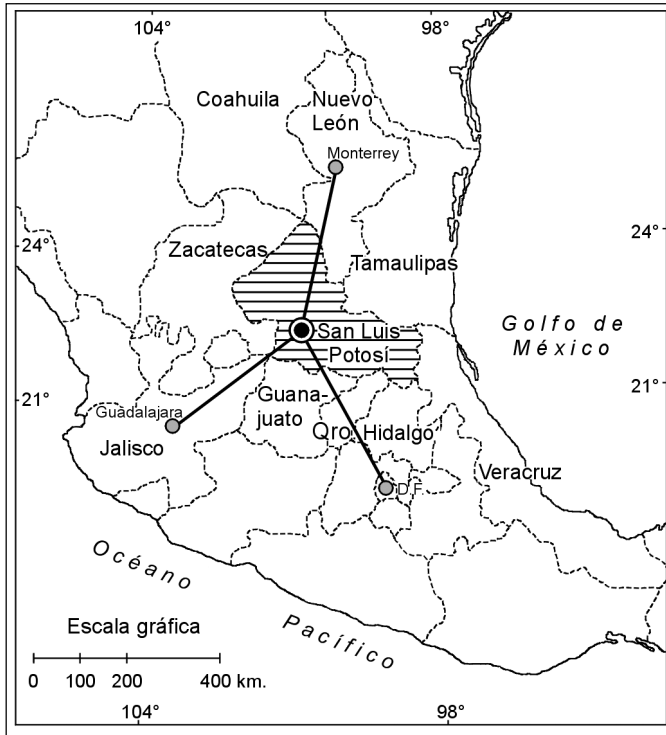 104°
98°
Coahuila
Nuevo
León
Monterrey
24°
24°
Zacatecas
Tamaulipas
San Luis
Potosí
Golfo de
México
21°
21°
Guadalajara
Guana-
juato
Jalisco
Qro
Hidalgo
D.F.
Veracruz
Océano
Pacífico
Escala gráfica
0 100 200 400 km.
104°
98°